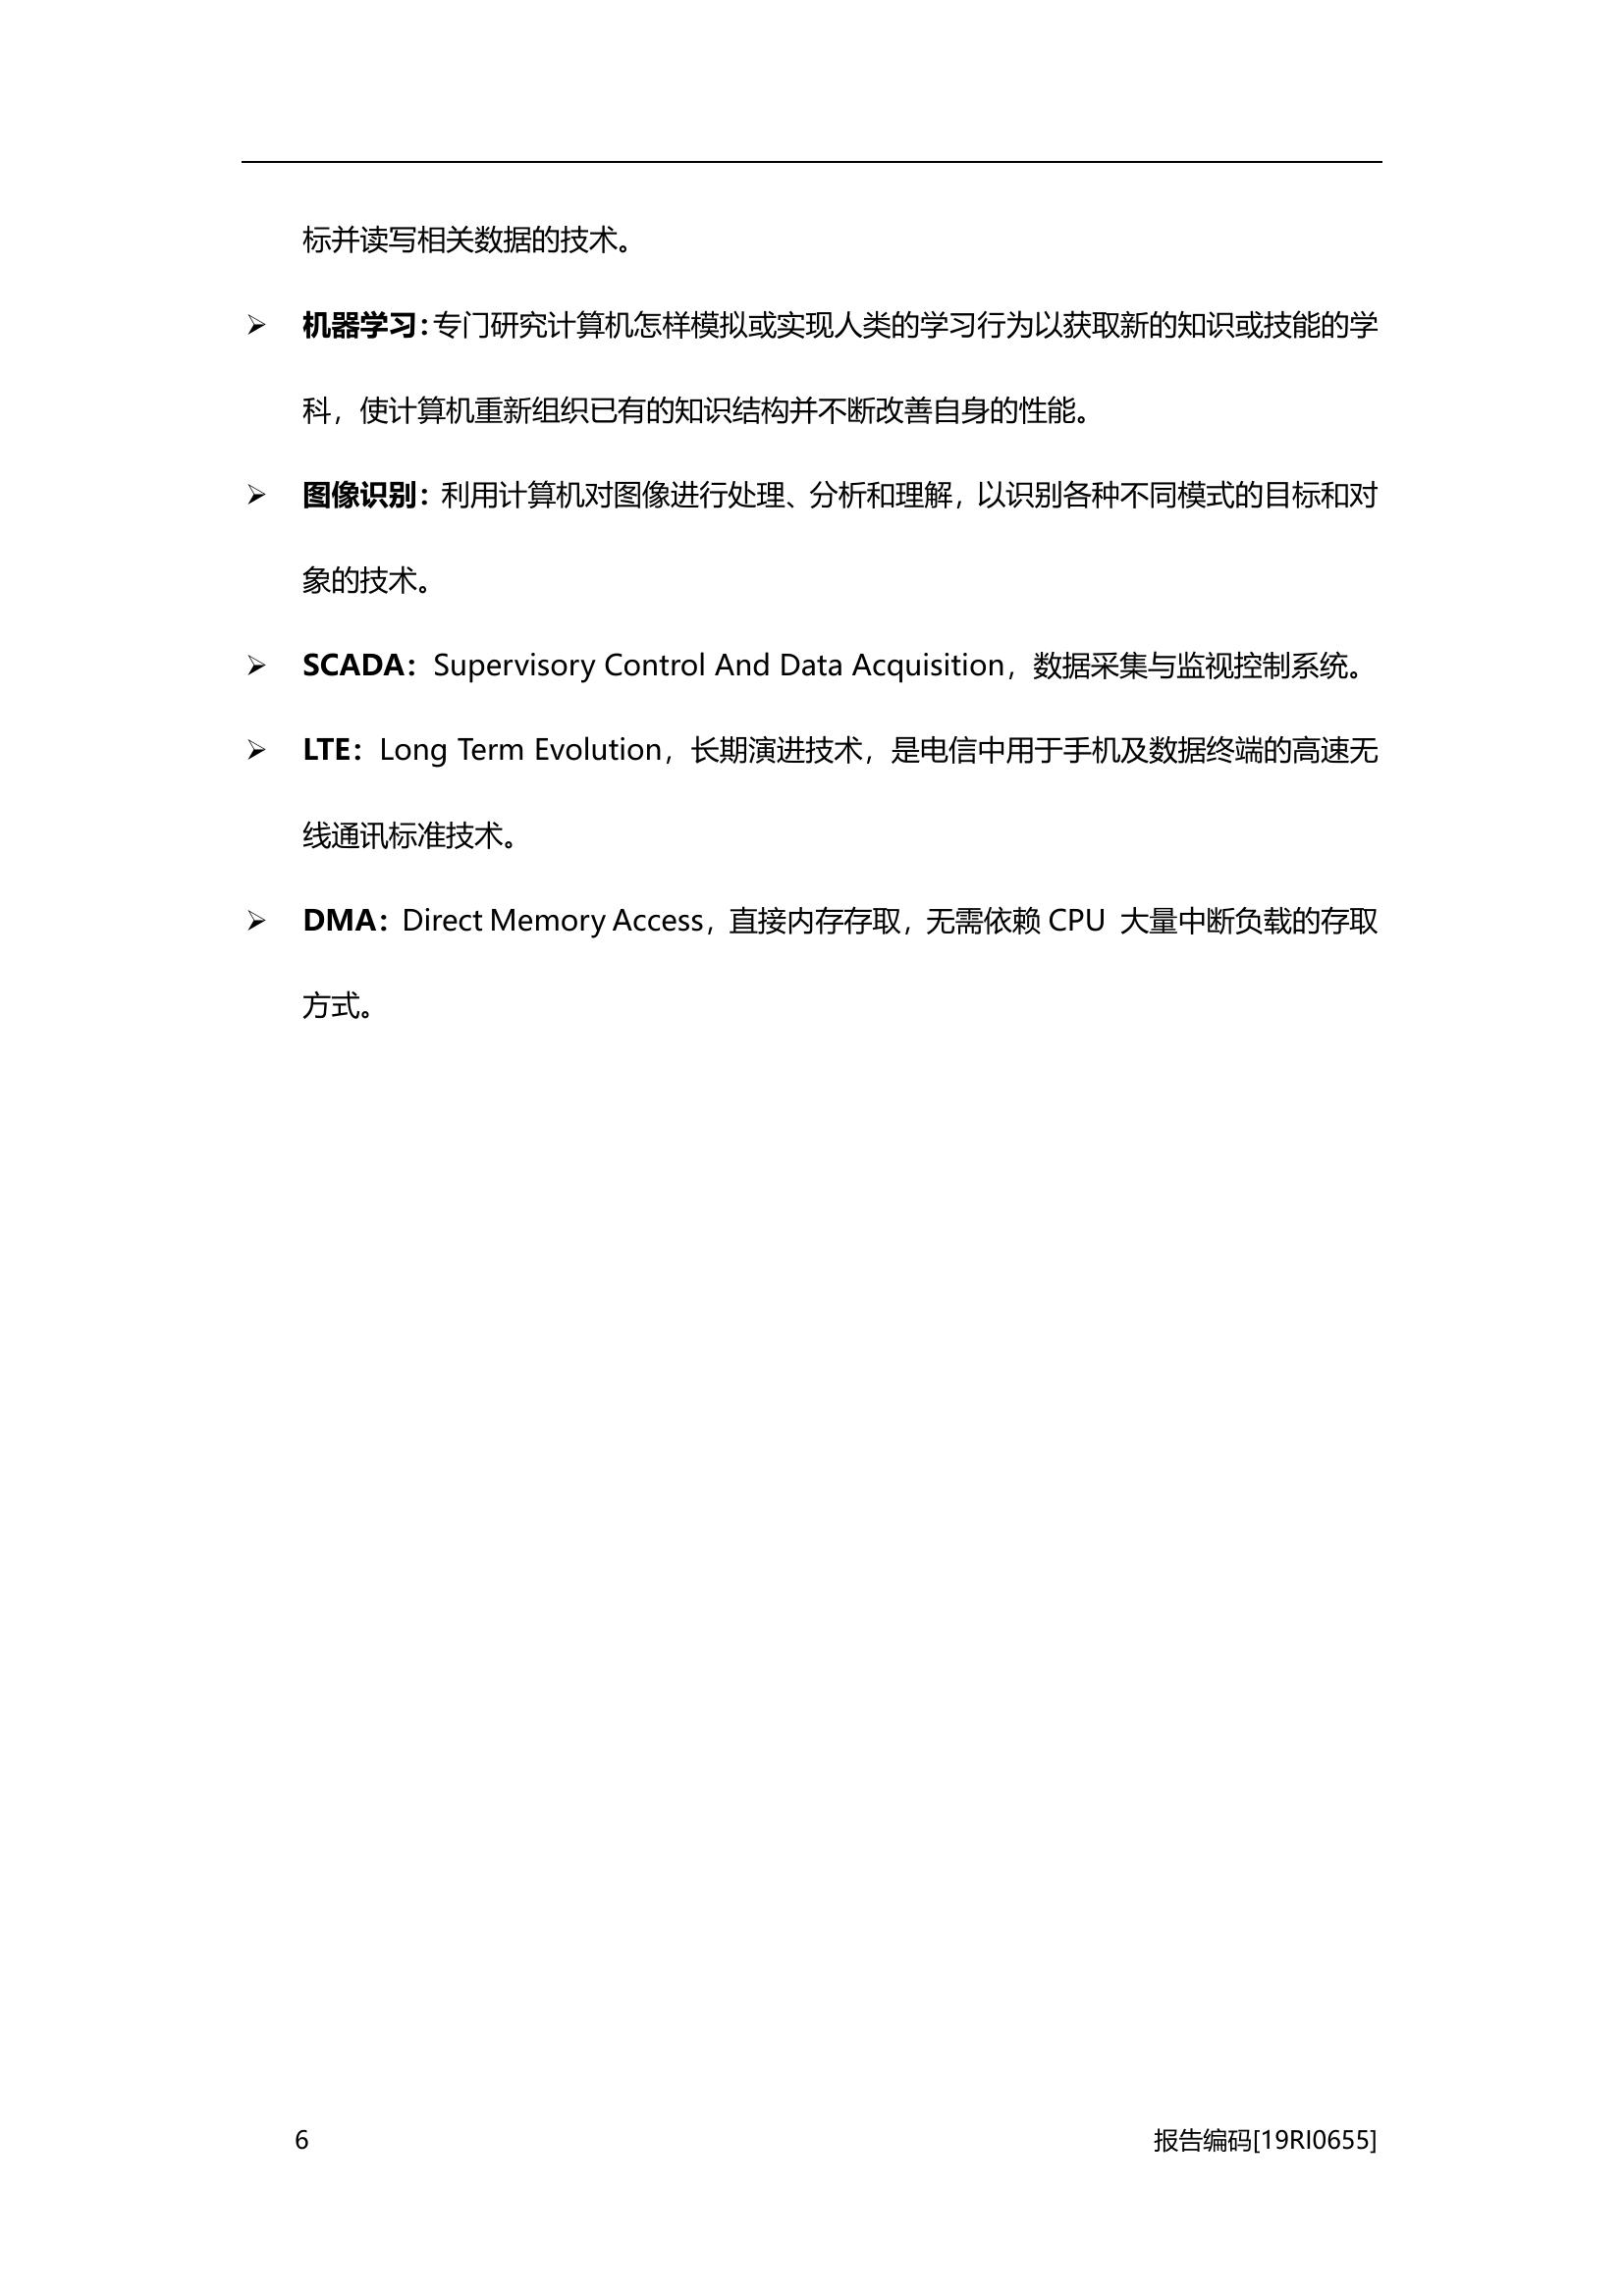 标并读写相关数据的技术。
➢ 机器学习：专门研究计算机怎样模拟或实现人类的学习行为以获取新的知识或技能的学
科，使计算机重新组织已有的知识结构并不断改善自身的性能。
➢ 图像识别：利用计算机对图像进行处理、分析和理解，以识别各种不同模式的目标和对
象的技术。
➢ SCADA：Supervisory Control And Data Acquisition，数据采集与监视控制系统。
➢ LTE：Long Term Evolution，长期演进技术，是电信中用于手机及数据终端的高速无
线通讯标准技术。
➢ DMA：Direct Memory Access，直接内存存取，无需依赖 CPU 大量中断负载的存取
方式。
6 报告编码[19RI0655]